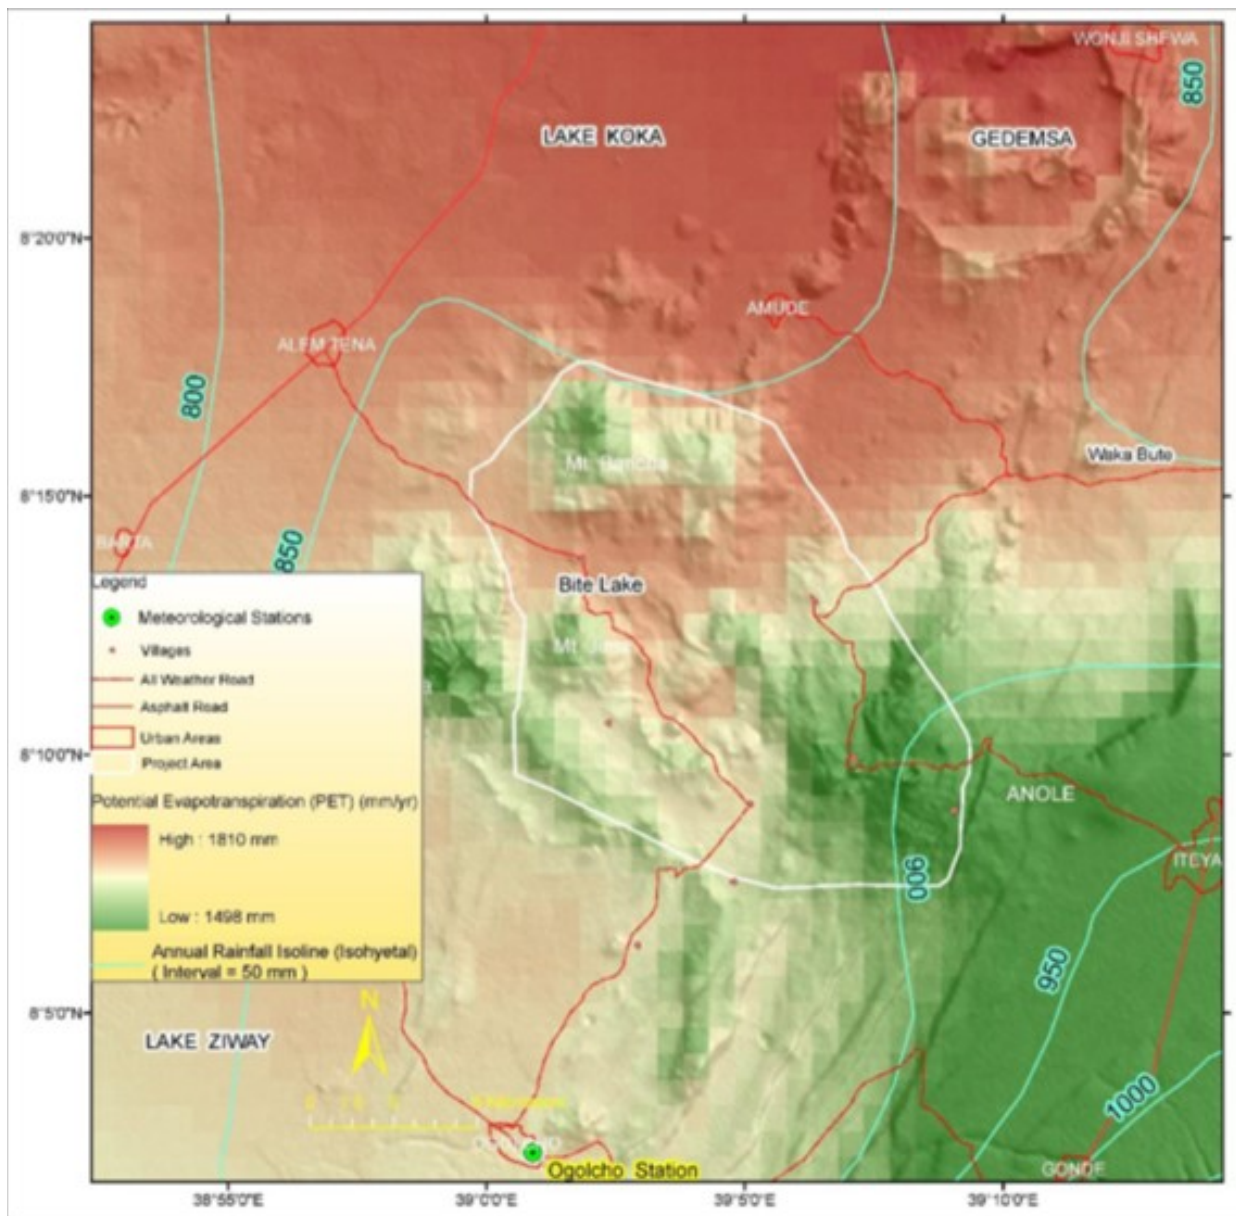 WONJI SHEWA
850
LAKE KOKA
GEDEMSA
8°20'0"N
AMUDE
ALEM TENA
800
Waka Bute
Mt.
8°15'0"N
BARTA
850
Bite Lake
Legend
Meteorological Stations
Villages
All Weather Road
Asphalt Road
Urban Areas
Project Area
Potential Evapotranspiration (PET) (mm/yr)
High : 1810 mm
Low : 1498 mm
Annual Rainfall Isoline (Isohyetal)
( Interval = 50 mm )
Mt.
8°10'0"N
ANOLE
ITEYA
900
950
8°5'0"N
LAKE ZIWAY
N
1000
GONDE
Ogolcho Station
38°55'0"E
39°0'0"E
39°5'0"E
39°10'0"E